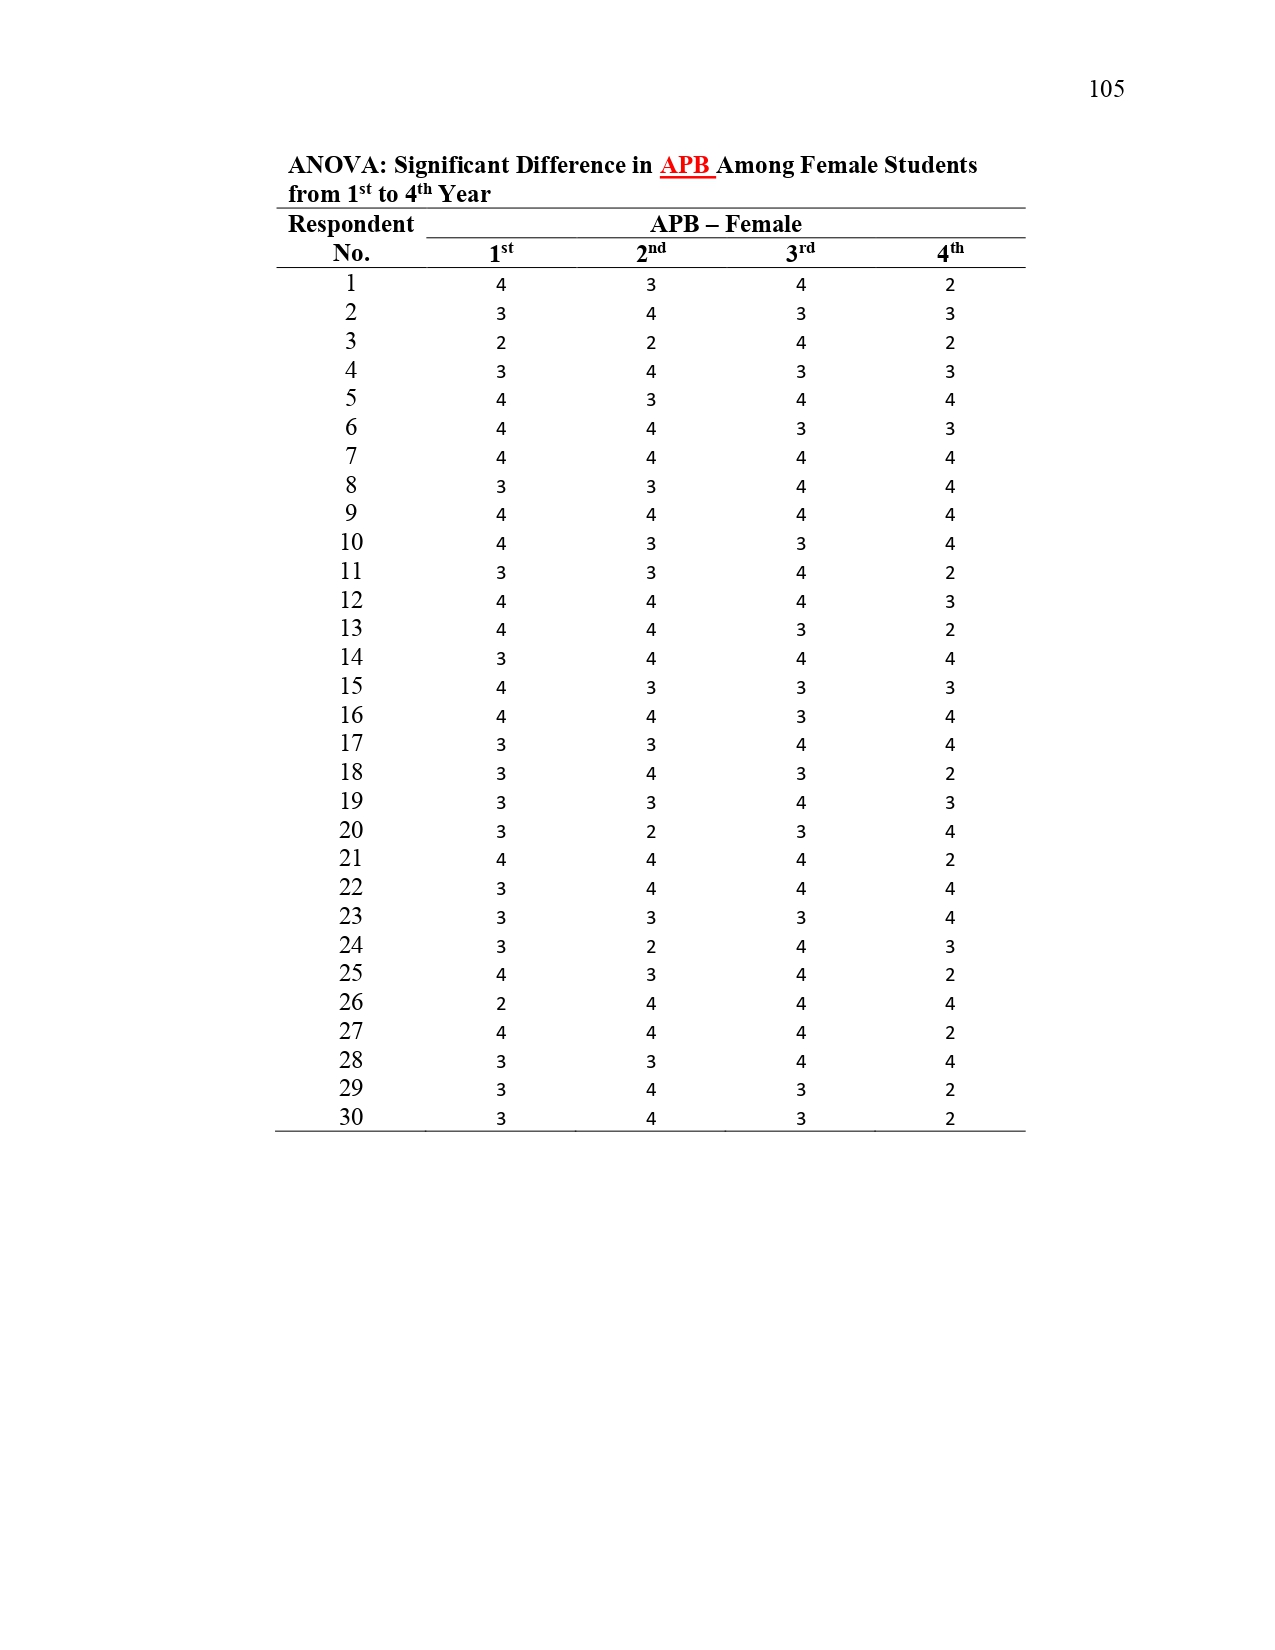 105
ANOVA: Significant Difference in APB Among Female Students
from 1st to 4th Year
Respondent APB – Female
No. 1st 2nd 3rd 4th
1 4 3 4 2
2 3 4 3 3
3 2 2 4 2
4 3 4 3 3
5 4 3 4 4
6 4 4 3 3
7 4 4 4 4
8 3 3 4 4
9 4 4 4 4
10 4 3 3 4
11 3 3 4 2
12 4 4 4 3
13 4 4 3 2
14 3 4 4 4
15 4 3 3 3
16 4 4 3 4
17 3 3 4 4
18 3 4 3 2
19 3 3 4 3
20 3 2 3 4
21 4 4 4 2
22 3 4 4 4
23 3 3 3 4
24 3 2 4 3
25 4 3 4 2
26 2 4 4 4
27 4 4 4 2
28 3 3 4 4
29 3 4 3 2
30 3 4 3 2